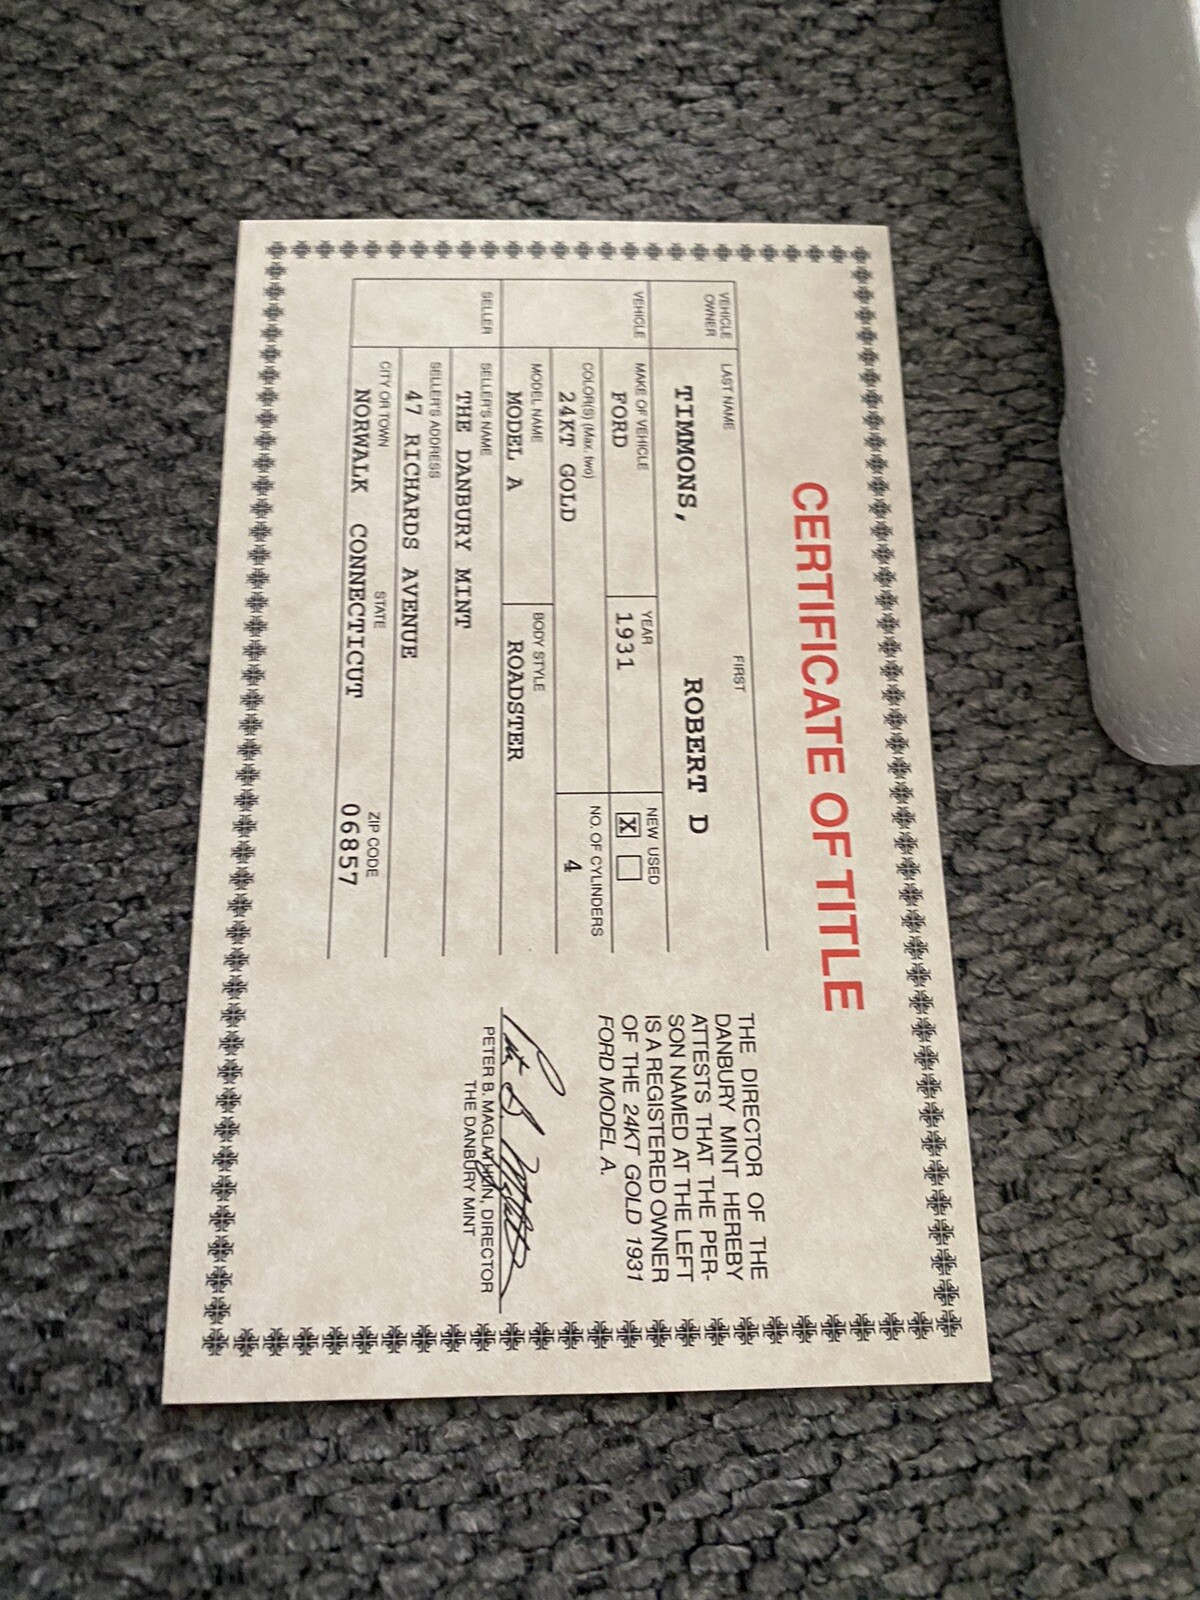 CERTIFICATE OF TITLE
VEHICLE OWNER
LAST NAME FIRST
TIMMONS, ROBERT D
VEHICLE
MAKE OF VEHICLE YEAR NEW USED
FORD 1931 X
COLOR(S) (Max. two) NO. OF CYLINDERS
24KT GOLD 4
MODEL NAME BODY STYLE
MODEL A ROADSTER
SELLER
SELLER'S NAME
THE DANBURY MINT
SELLER'S ADDRESS
47 RICHARDS AVENUE
CITY OR TOWN STATE ZIP CODE
NORWALK CONNECTICUT 06857
THE DIRECTOR OF THE
DANBURY MINT HEREBY
ATTESTS THAT THE PER-
SON NAMED AT THE LEFT
IS A REGISTERED OWNER
OF THE 24KT GOLD 1931
FORD MODEL A.
PETER B. MAGLATHLIN, DIRECTOR
THE DANBURY MINT